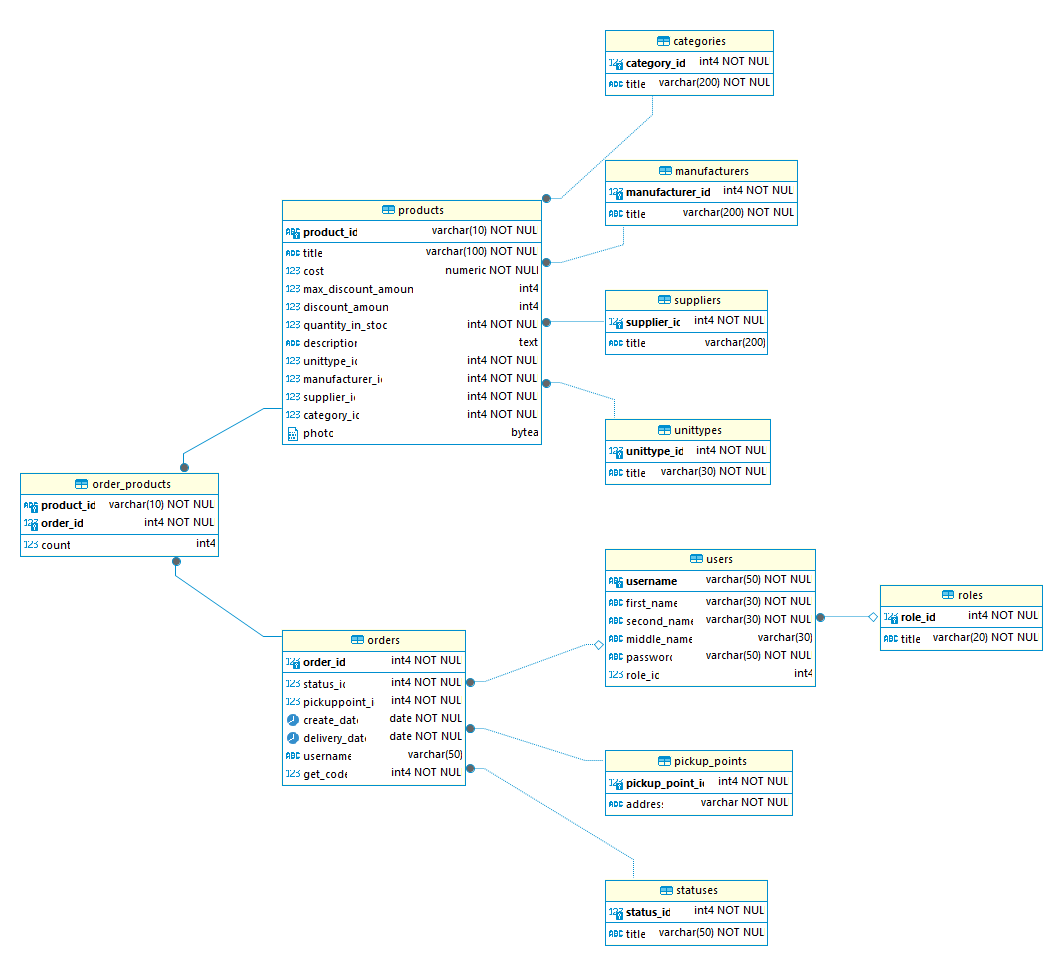 categories
category_id int4 NOT NUL
title varchar(200) NOT NUL
manufacturers
manufacturer_id int4 NOT NUL
title varchar(200) NOT NUL
products
product_id varchar(10) NOT NUL
title varchar(100) NOT NUL
cost numeric NOT NUL
max_discount_amoun int4
discount_amoun int4
quantity_in_stoc int4 NOT NUL
description text
unittype_ic int4 NOT NUL
manufacturer_ic int4 NOT NUL
supplier_ic int4 NOT NUL
category_ic int4 NOT NUL
photo bytea
suppliers
supplier_ic int4 NOT NUL
title varchar(200)
unittypes
unittype_id int4 NOT NUL
title varchar(30) NOT NUL
order_products
product_id varchar(10) NOT NUL
order_id int4 NOT NUL
count int4
users
username varchar(50) NOT NUL
first_name varchar(30) NOT NUL
second_name varchar(30) NOT NUL
middle_name varchar(30)
password varchar(50) NOT NUL
role_ic int4
roles
role_id int4 NOT NUL
title varchar(20) NOT NUL
orders
order_id int4 NOT NUL
status_ic int4 NOT NUL
pickuppoint_i int4 NOT NUL
create_date date NOT NUL
delivery_date date NOT NUL
username varchar(50)
get_code int4 NOT NUL
pickup_points
pickup_point_ic int4 NOT NUL
address varchar NOT NUL
statuses
status_id int4 NOT NUL
title varchar(50) NOT NUL